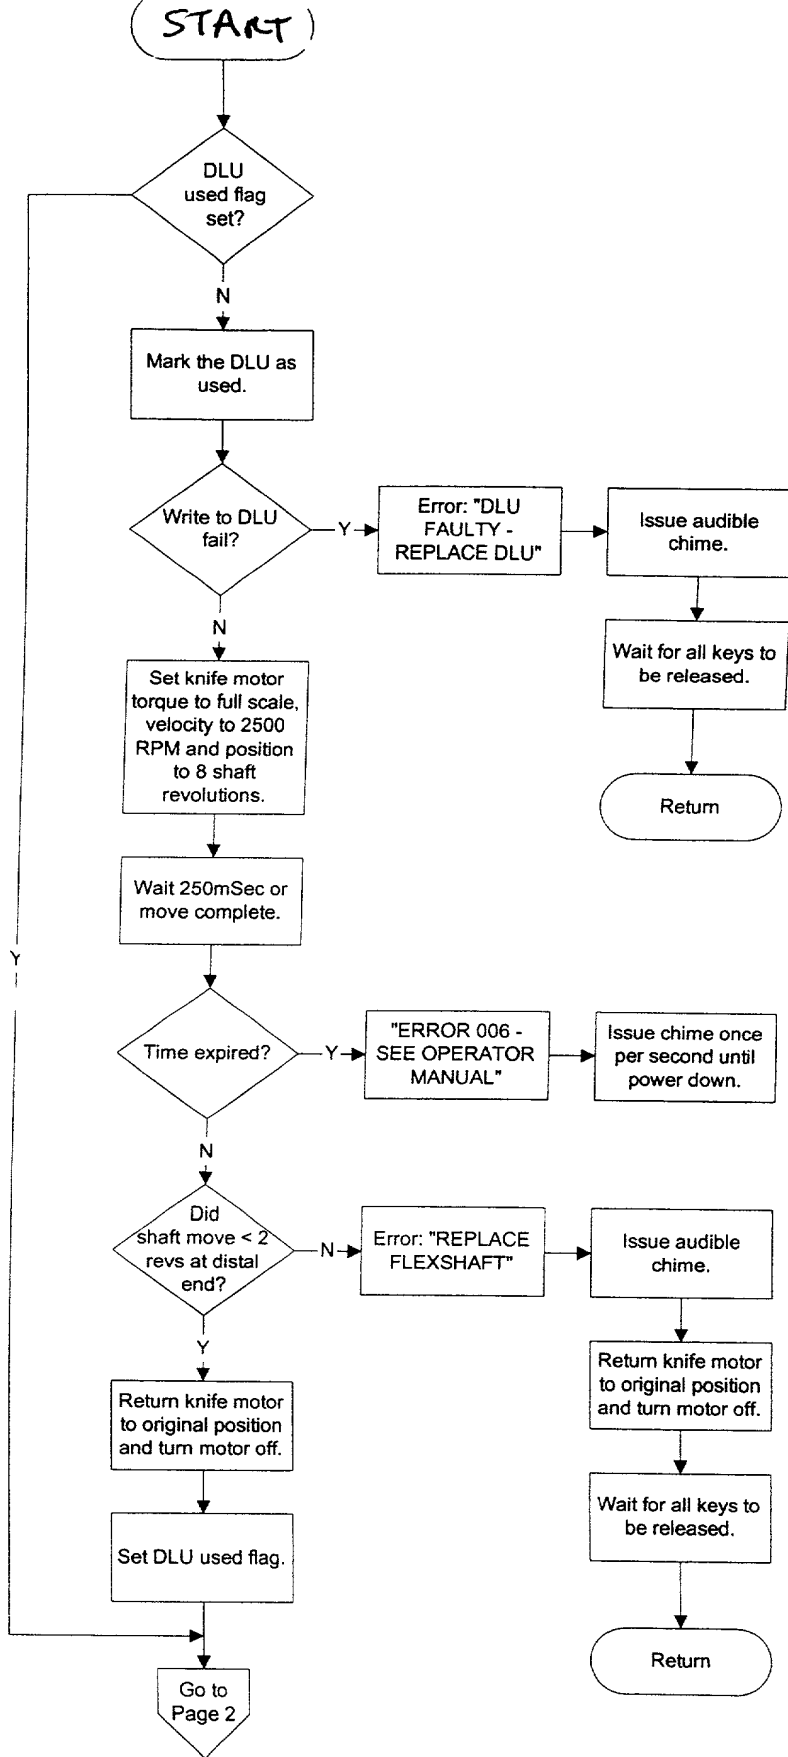 START
DLU
used flag
set?
N
Mark the DLU as
used.
Write to DLU
fail?
Y
Error: "DLU
FAULTY -
REPLACE DLU"
Issue audible
chime.
N
Wait for all keys to
be released.
Set knife motor
torque to full scale,
velocity to 2500
RPM and position
to 8 shaft
revolutions.
Return
Wait 250mSec or
move complete.
Y
Time expired?
Y
"ERROR 006 -
SEE OPERATOR
MANUAL"
Issue chime once
per second until
power down.
N
Did
shaft move < 2
revs at distal
end?
N
Error: "REPLACE
FLEXSHAFT"
Issue audible
chime.
Y
Return knife motor
to original position
and turn motor off.
Return knife motor
to original position
and turn motor off.
Wait for all keys to
be released.
Set DLU used flag.
Return
Go to
Page 2